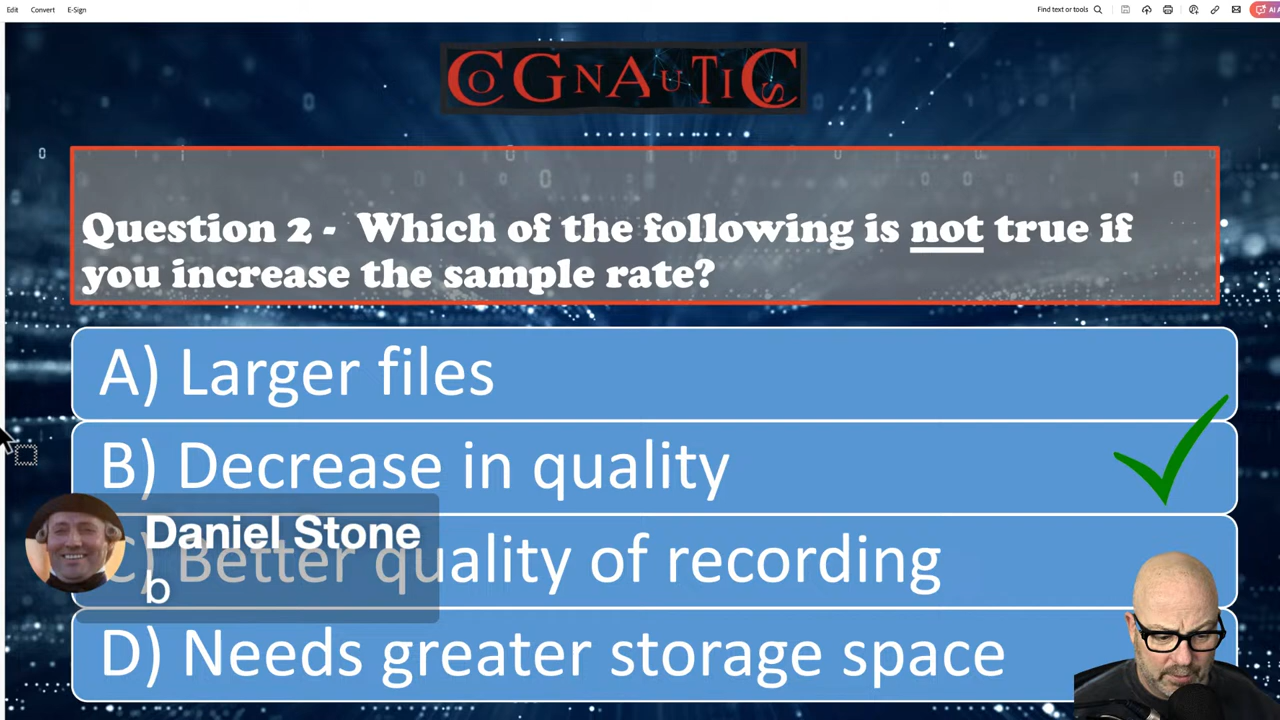 Edit Convert E-Sign
Find text or tools
COGNAUTICS
Question 2 - Which of the following is not true if
you increase the sample rate?
A) Larger files
B) Decrease in quality
Daniel Stone
b
C) Better quality of recording
D) Needs greater storage space